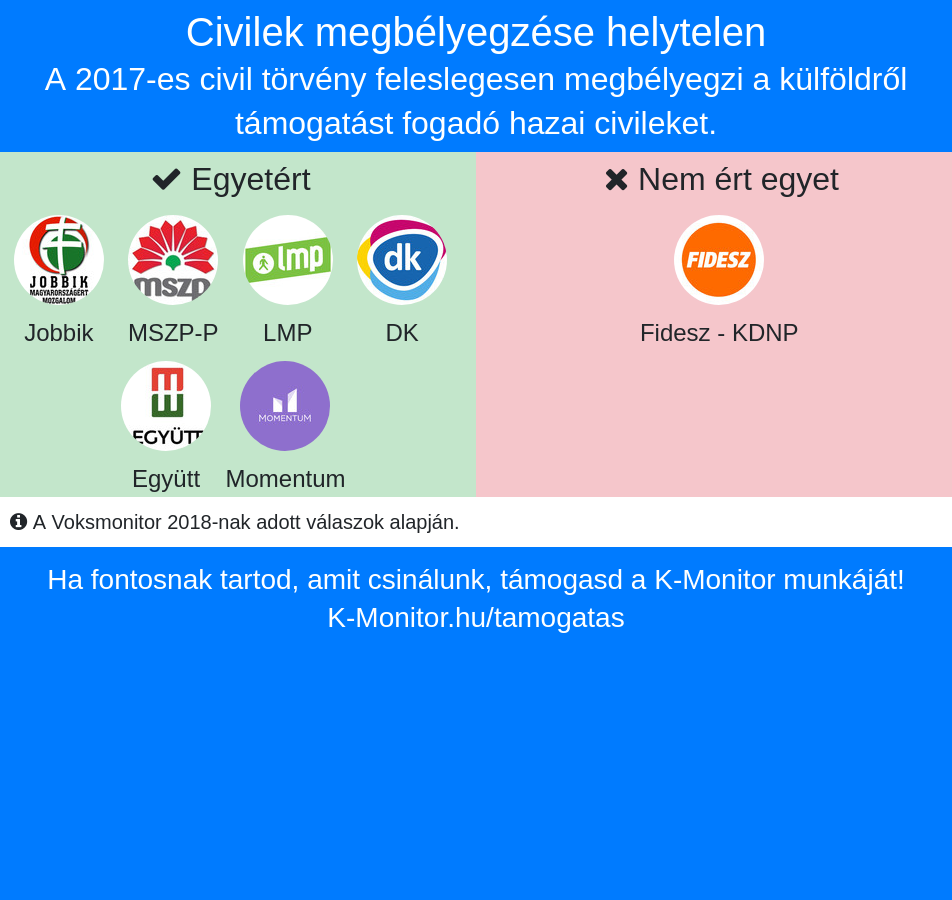 Civilek megbélyegzése helytelen
A 2017-es civil törvény feleslegesen megbélyegzi a külföldről
támogatást fogadó hazai civileket.
Egyetért
Nem ért egyet
JOBBIK
MAGYARORSZÁGÉRT
MOZGALOM
mszp
lmp
dk
FIDESZ
Jobbik
MSZP-P
LMP
DK
Fidesz - KDNP
EGYÜTT
MOMENTUM
Együtt
Momentum
A Voksmonitor 2018-nak adott válaszok alapján.
Ha fontosnak tartod, amit csinálunk, támogasd a K-Monitor munkáját!
K-Monitor.hu/tamogatas